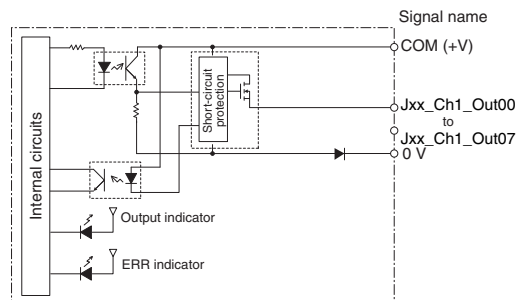 Signal name
COM (+V)
Jxx_Ch1_Out00
to
Jxx_Ch1_Out07
0 V
Short-circuit
protection
Internal circuits
Output indicator
ERR indicator